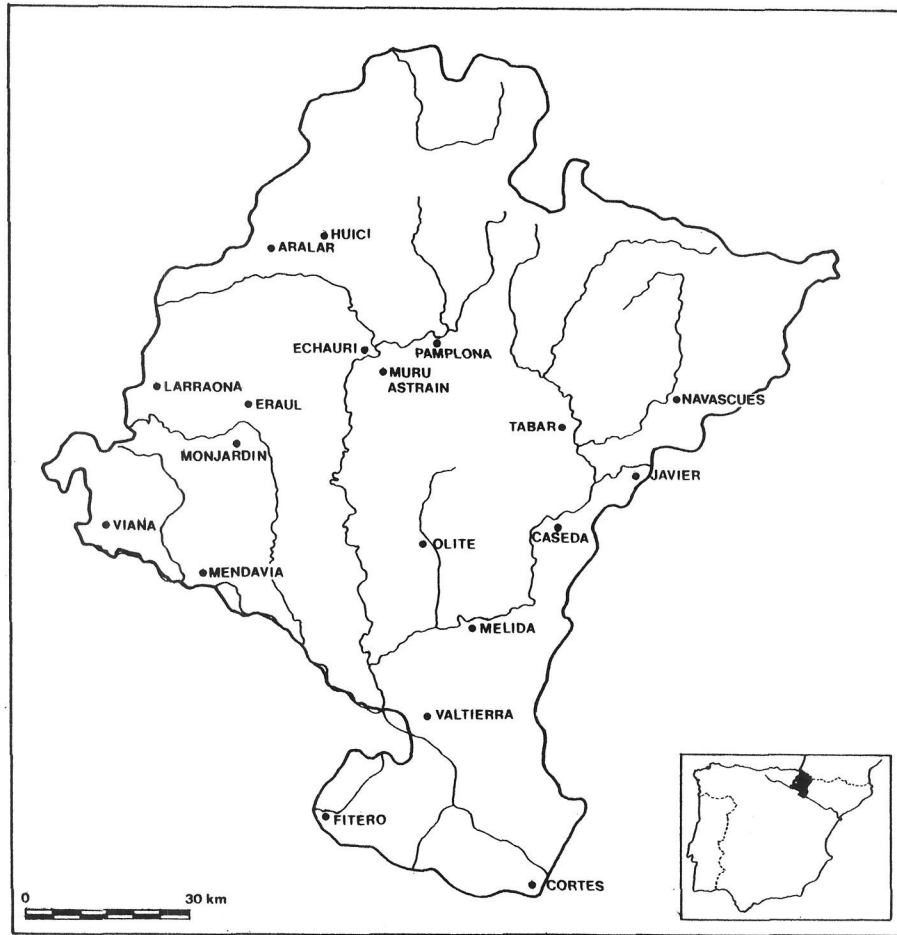 HUICI
ARALAR
ECHAURI
PAMPLONA
MURU
ASTRAIN
LARRAONA
ERAUL
NAVASCUES
TABAR
MONJARDIN
JAVIER
VIANA
CASEDA
OLITE
MENDAVIA
MELIDA
VALTIERRA
FITERO
CORTES
0 30 km